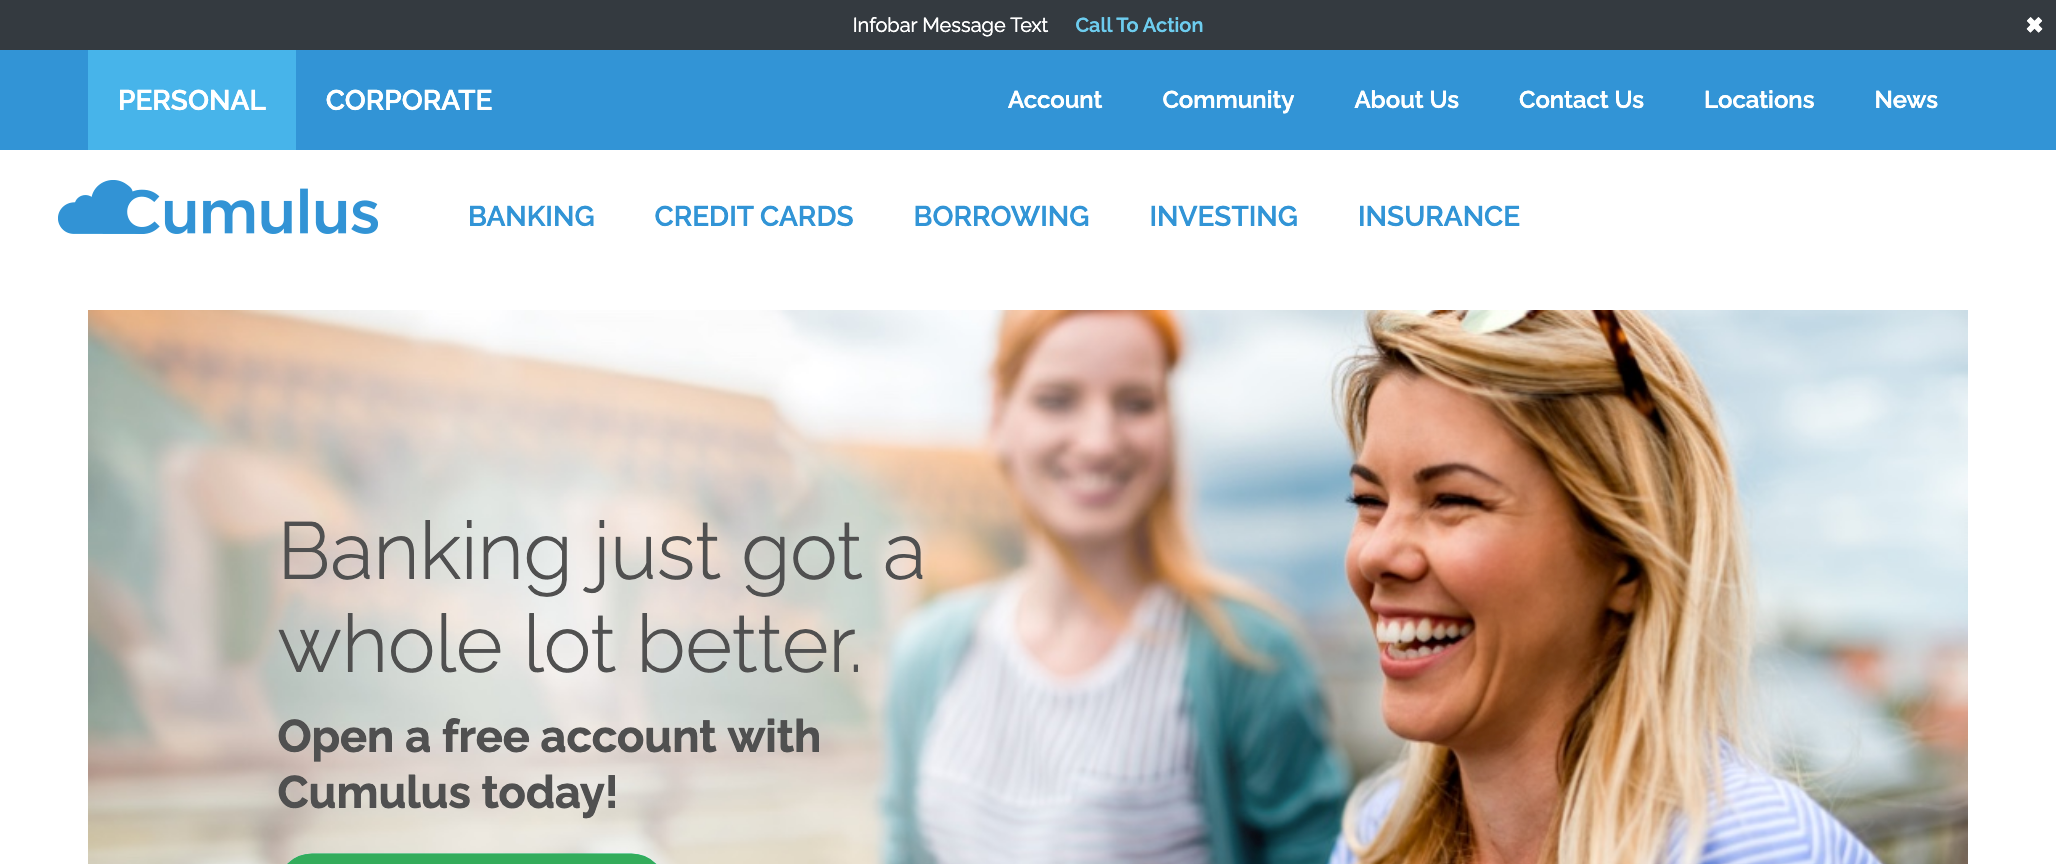 Infobar Message Text Call To Action ✖
PERSONAL CORPORATE Account Community About Us Contact Us Locations News
Cumulus BANKING CREDIT CARDS BORROWING INVESTING INSURANCE
Banking just got a
whole lot better.
Open a free account with
Cumulus today!